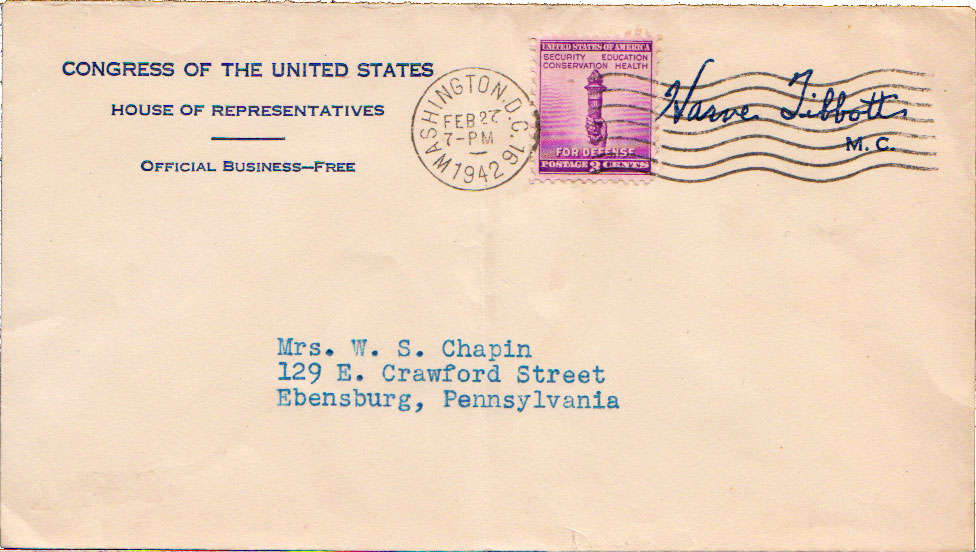 CONGRESS OF THE UNITED STATES
HOUSE OF REPRESENTATIVES
OFFICIAL BUSINESS—FREE
WASHINGTON, D.C. 16
FEB 27
7-PM
1942
UNITED STATES OF AMERICA
SECURITY EDUCATION
CONSERVATION HEALTH
FOR DEFENSE
POSTAGE 3 CENTS
Harve Tibbott
M. C.
Mrs. W. S. Chapin
129 E. Crawford Street
Ebensburg, Pennsylvania